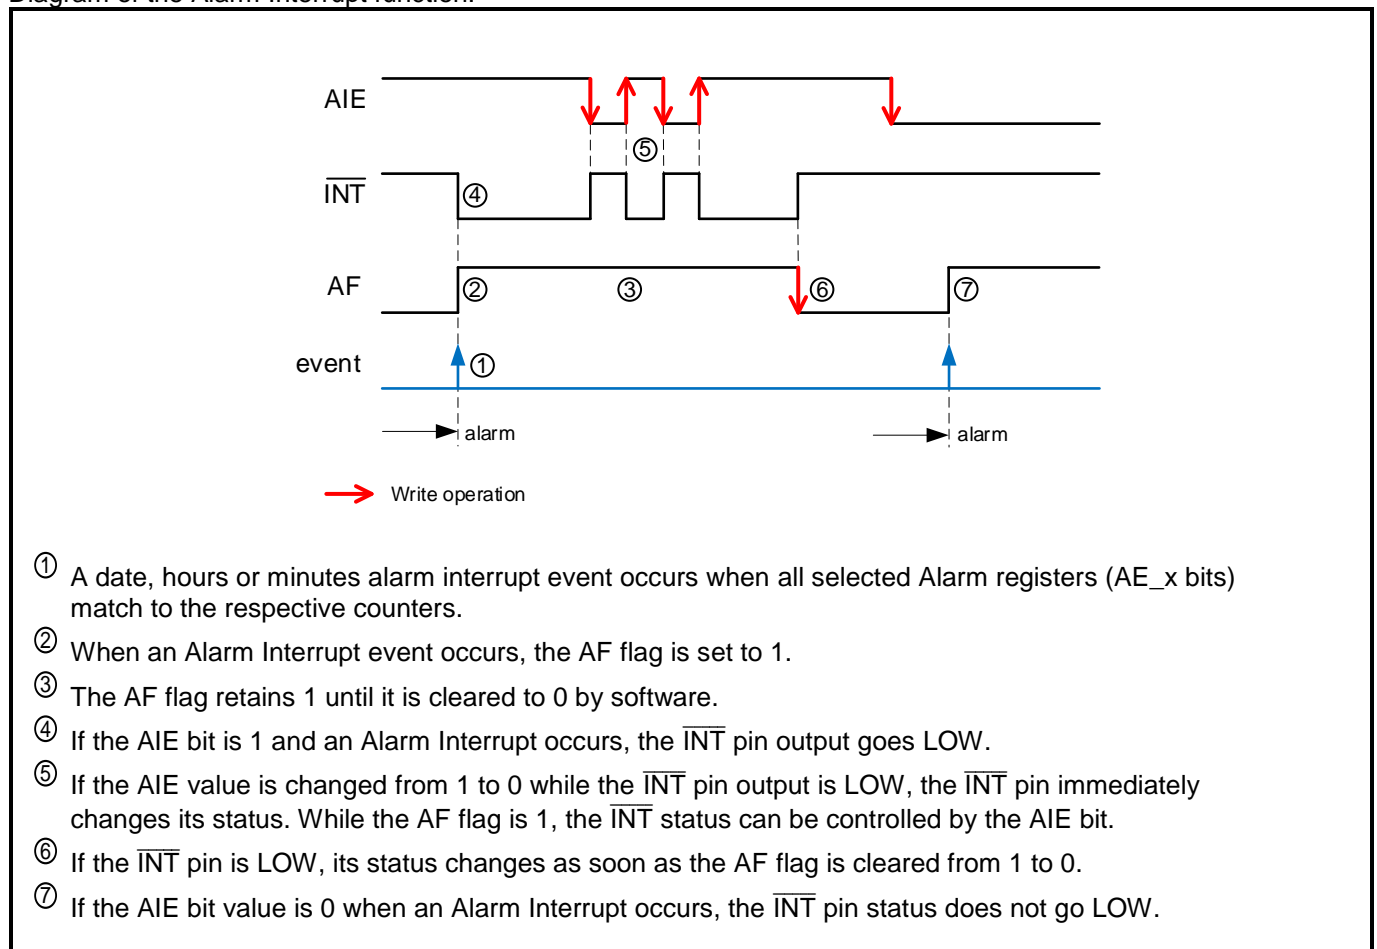 Diagram of the Alarm Interrupt function:
AIE
⑤
INT
④
AF
②
③
⑥
⑦
event
①
alarm
alarm
Write operation
① A date, hours or minutes alarm interrupt event occurs when all selected Alarm registers (AE_x bits)
match to the respective counters.
② When an Alarm Interrupt event occurs, the AF flag is set to 1.
③ The AF flag retains 1 until it is cleared to 0 by software.
④ If the AIE bit is 1 and an Alarm Interrupt occurs, the INT pin output goes LOW.
⑤ If the AIE value is changed from 1 to 0 while the INT pin output is LOW, the INT pin immediately
changes its status. While the AF flag is 1, the INT status can be controlled by the AIE bit.
⑥ If the INT pin is LOW, its status changes as soon as the AF flag is cleared from 1 to 0.
⑦ If the AIE bit value is 0 when an Alarm Interrupt occurs, the INT pin status does not go LOW.